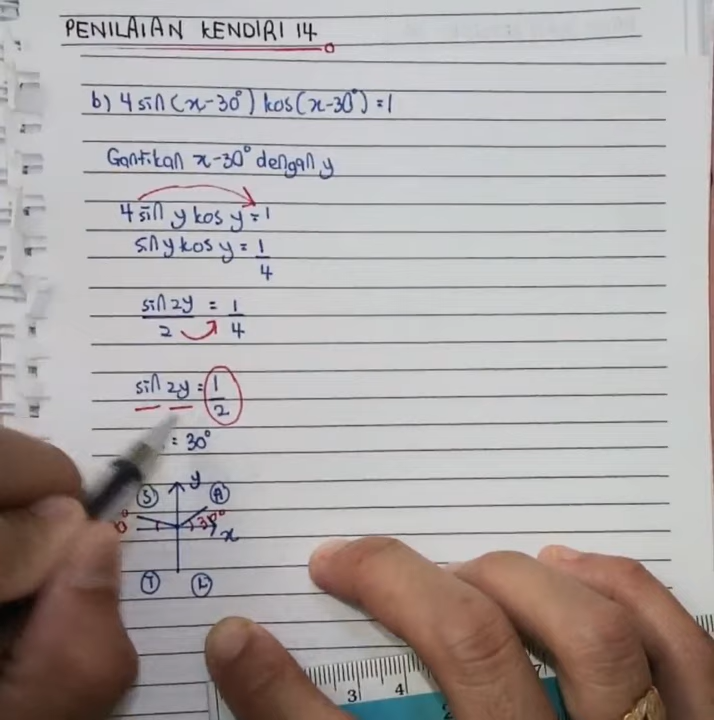 PENILAIAN KENDIRI 14
b) 4 sin (x-30°) kos (x-30°) = 1
Gantikan x-30° dengan y
4 sin y kos y = 1
sin y kos y = 1/4
sin 2y / 2 = 1/4
sin 2y = 1/2
= 30°
y
S A
30°
x
T L
3 4